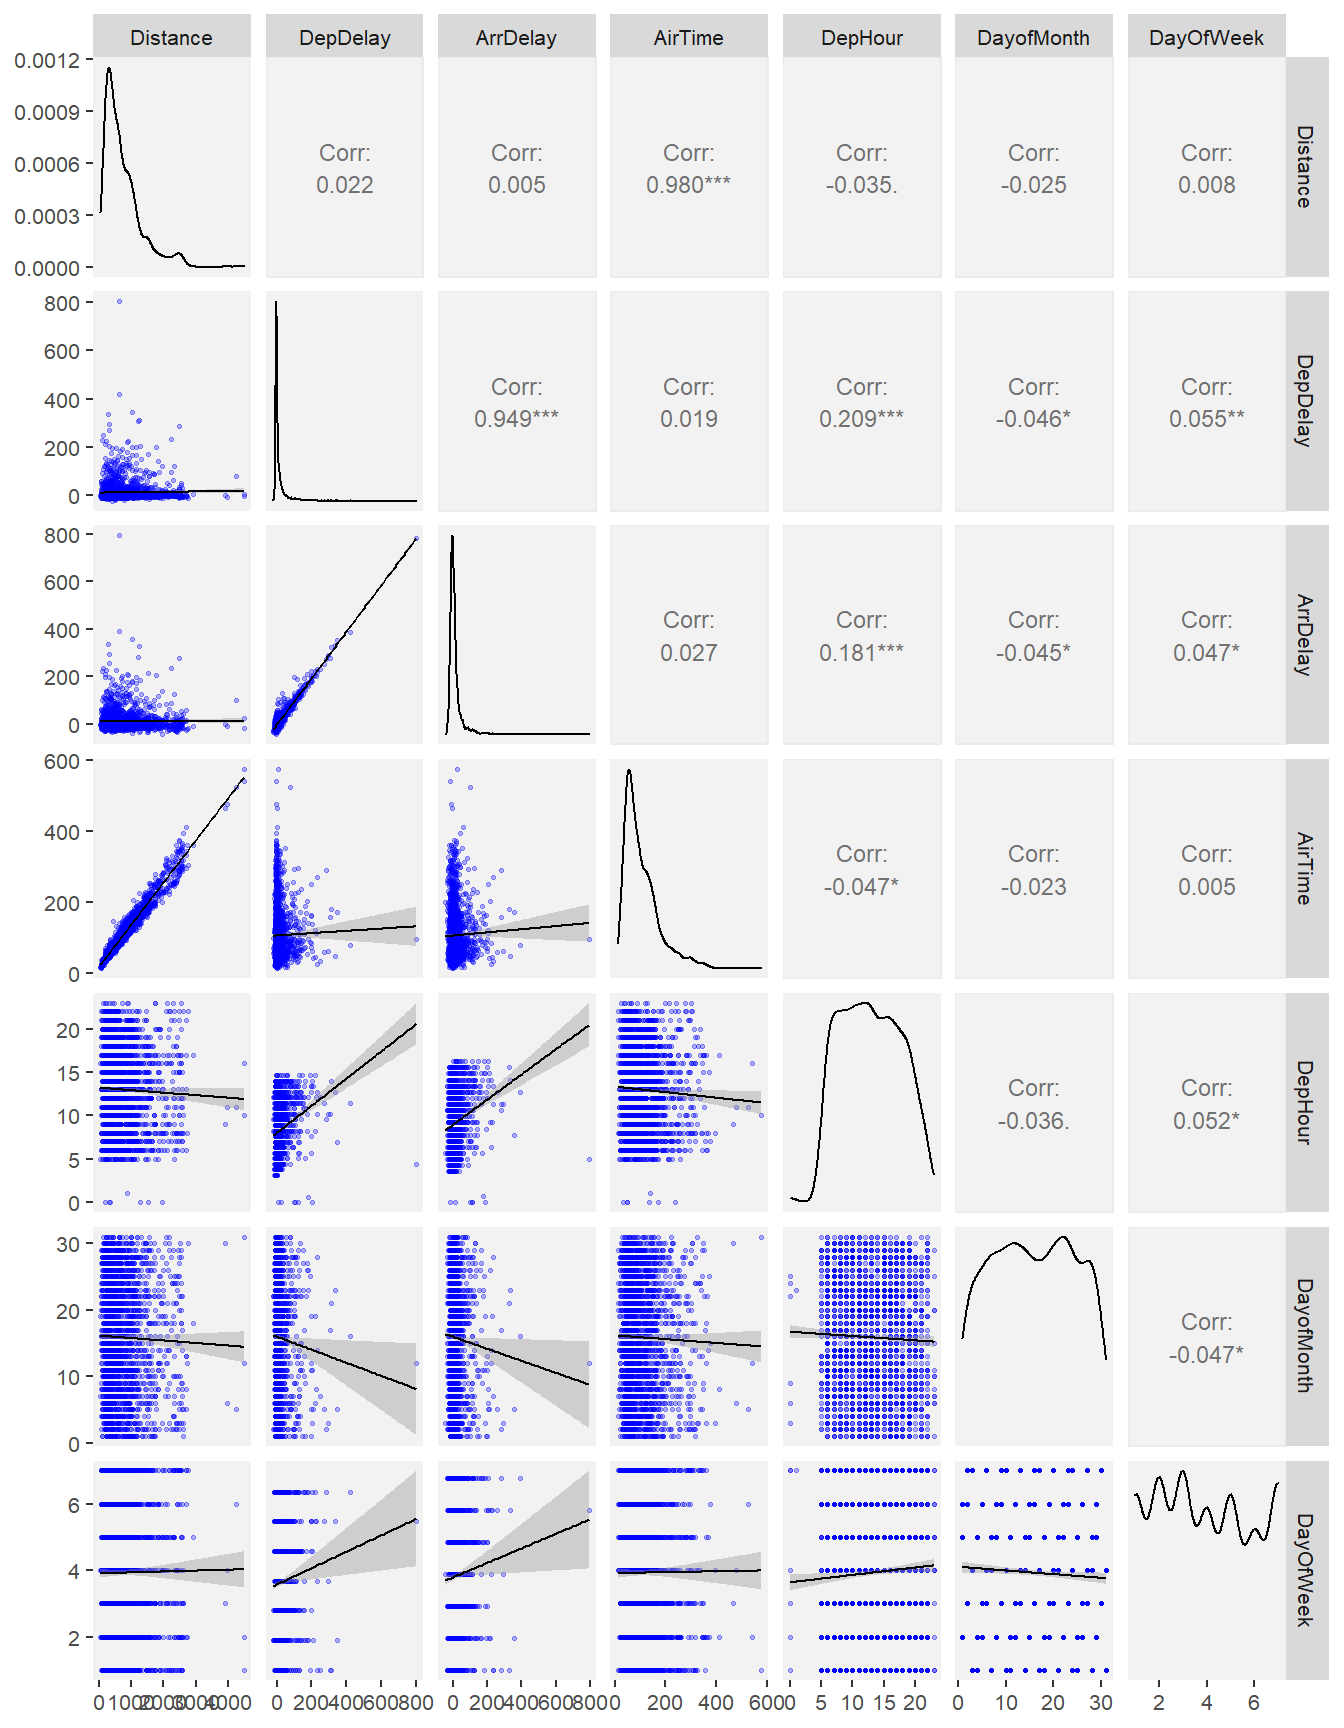 Distance DepDelay ArrDelay AirTime DepHour DayofMonth DayOfWeek
0.0012
0.0009
0.0006
0.0003
0.0000
Corr:
0.022
Corr:
0.005
Corr:
0.980***
Corr:
-0.035.
Corr:
-0.025
Corr:
0.008
Distance
800
600
400
200
0
Corr:
0.949***
Corr:
0.019
Corr:
0.209***
Corr:
-0.046*
Corr:
0.055**
DepDelay
800
600
400
200
0
Corr:
0.027
Corr:
0.181***
Corr:
-0.045*
Corr:
0.047*
ArrDelay
600
400
200
0
Corr:
-0.047*
Corr:
-0.023
Corr:
0.005
AirTime
20
15
10
5
0
Corr:
-0.036.
Corr:
0.052*
DepHour
30
20
10
0
Corr:
-0.047*
DayofMonth
6
4
2
DayOfWeek
0 1000 2000 3000 4000 0 200 400 600 800 0 200 400 600 800 0 200 400 600 0 5 10 15 20 0 10 20 30 2 4 6